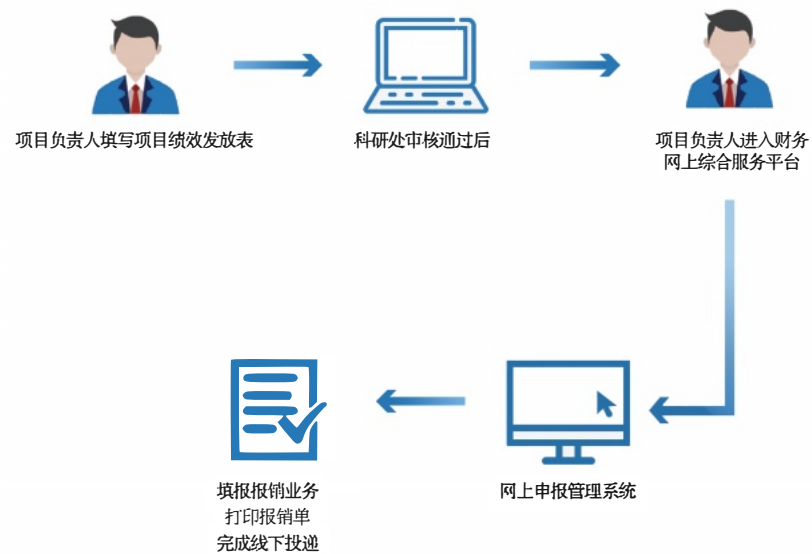 项目负责人填写项目绩效发放表
科研处审核通过后
项目负责人进入财务
网上综合服务平台
网上申报管理系统
填报报销业务
打印报销单
完成线下投递